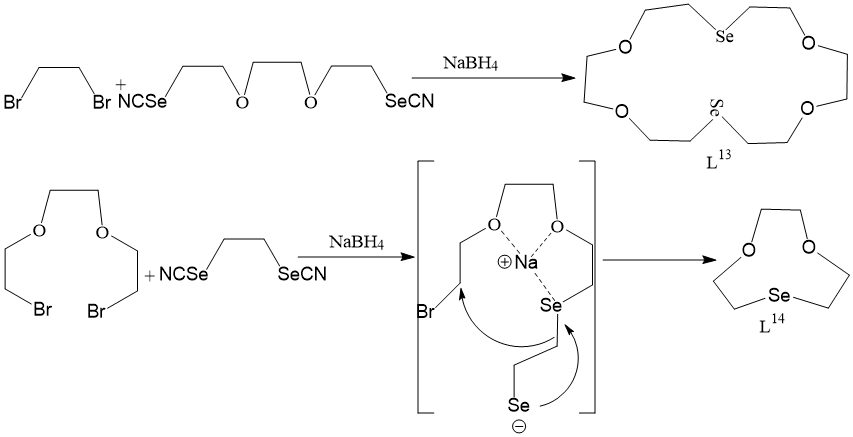 Br
Br
+
NCSe
O
O
SeCN
NaBH4
Se
O
O
O
O
Se
L13
O
O
Br
Br
+
NCSe
SeCN
NaBH4
O
O
⊕ Na
Br
Se
Se
⊖
O
O
Se
L14